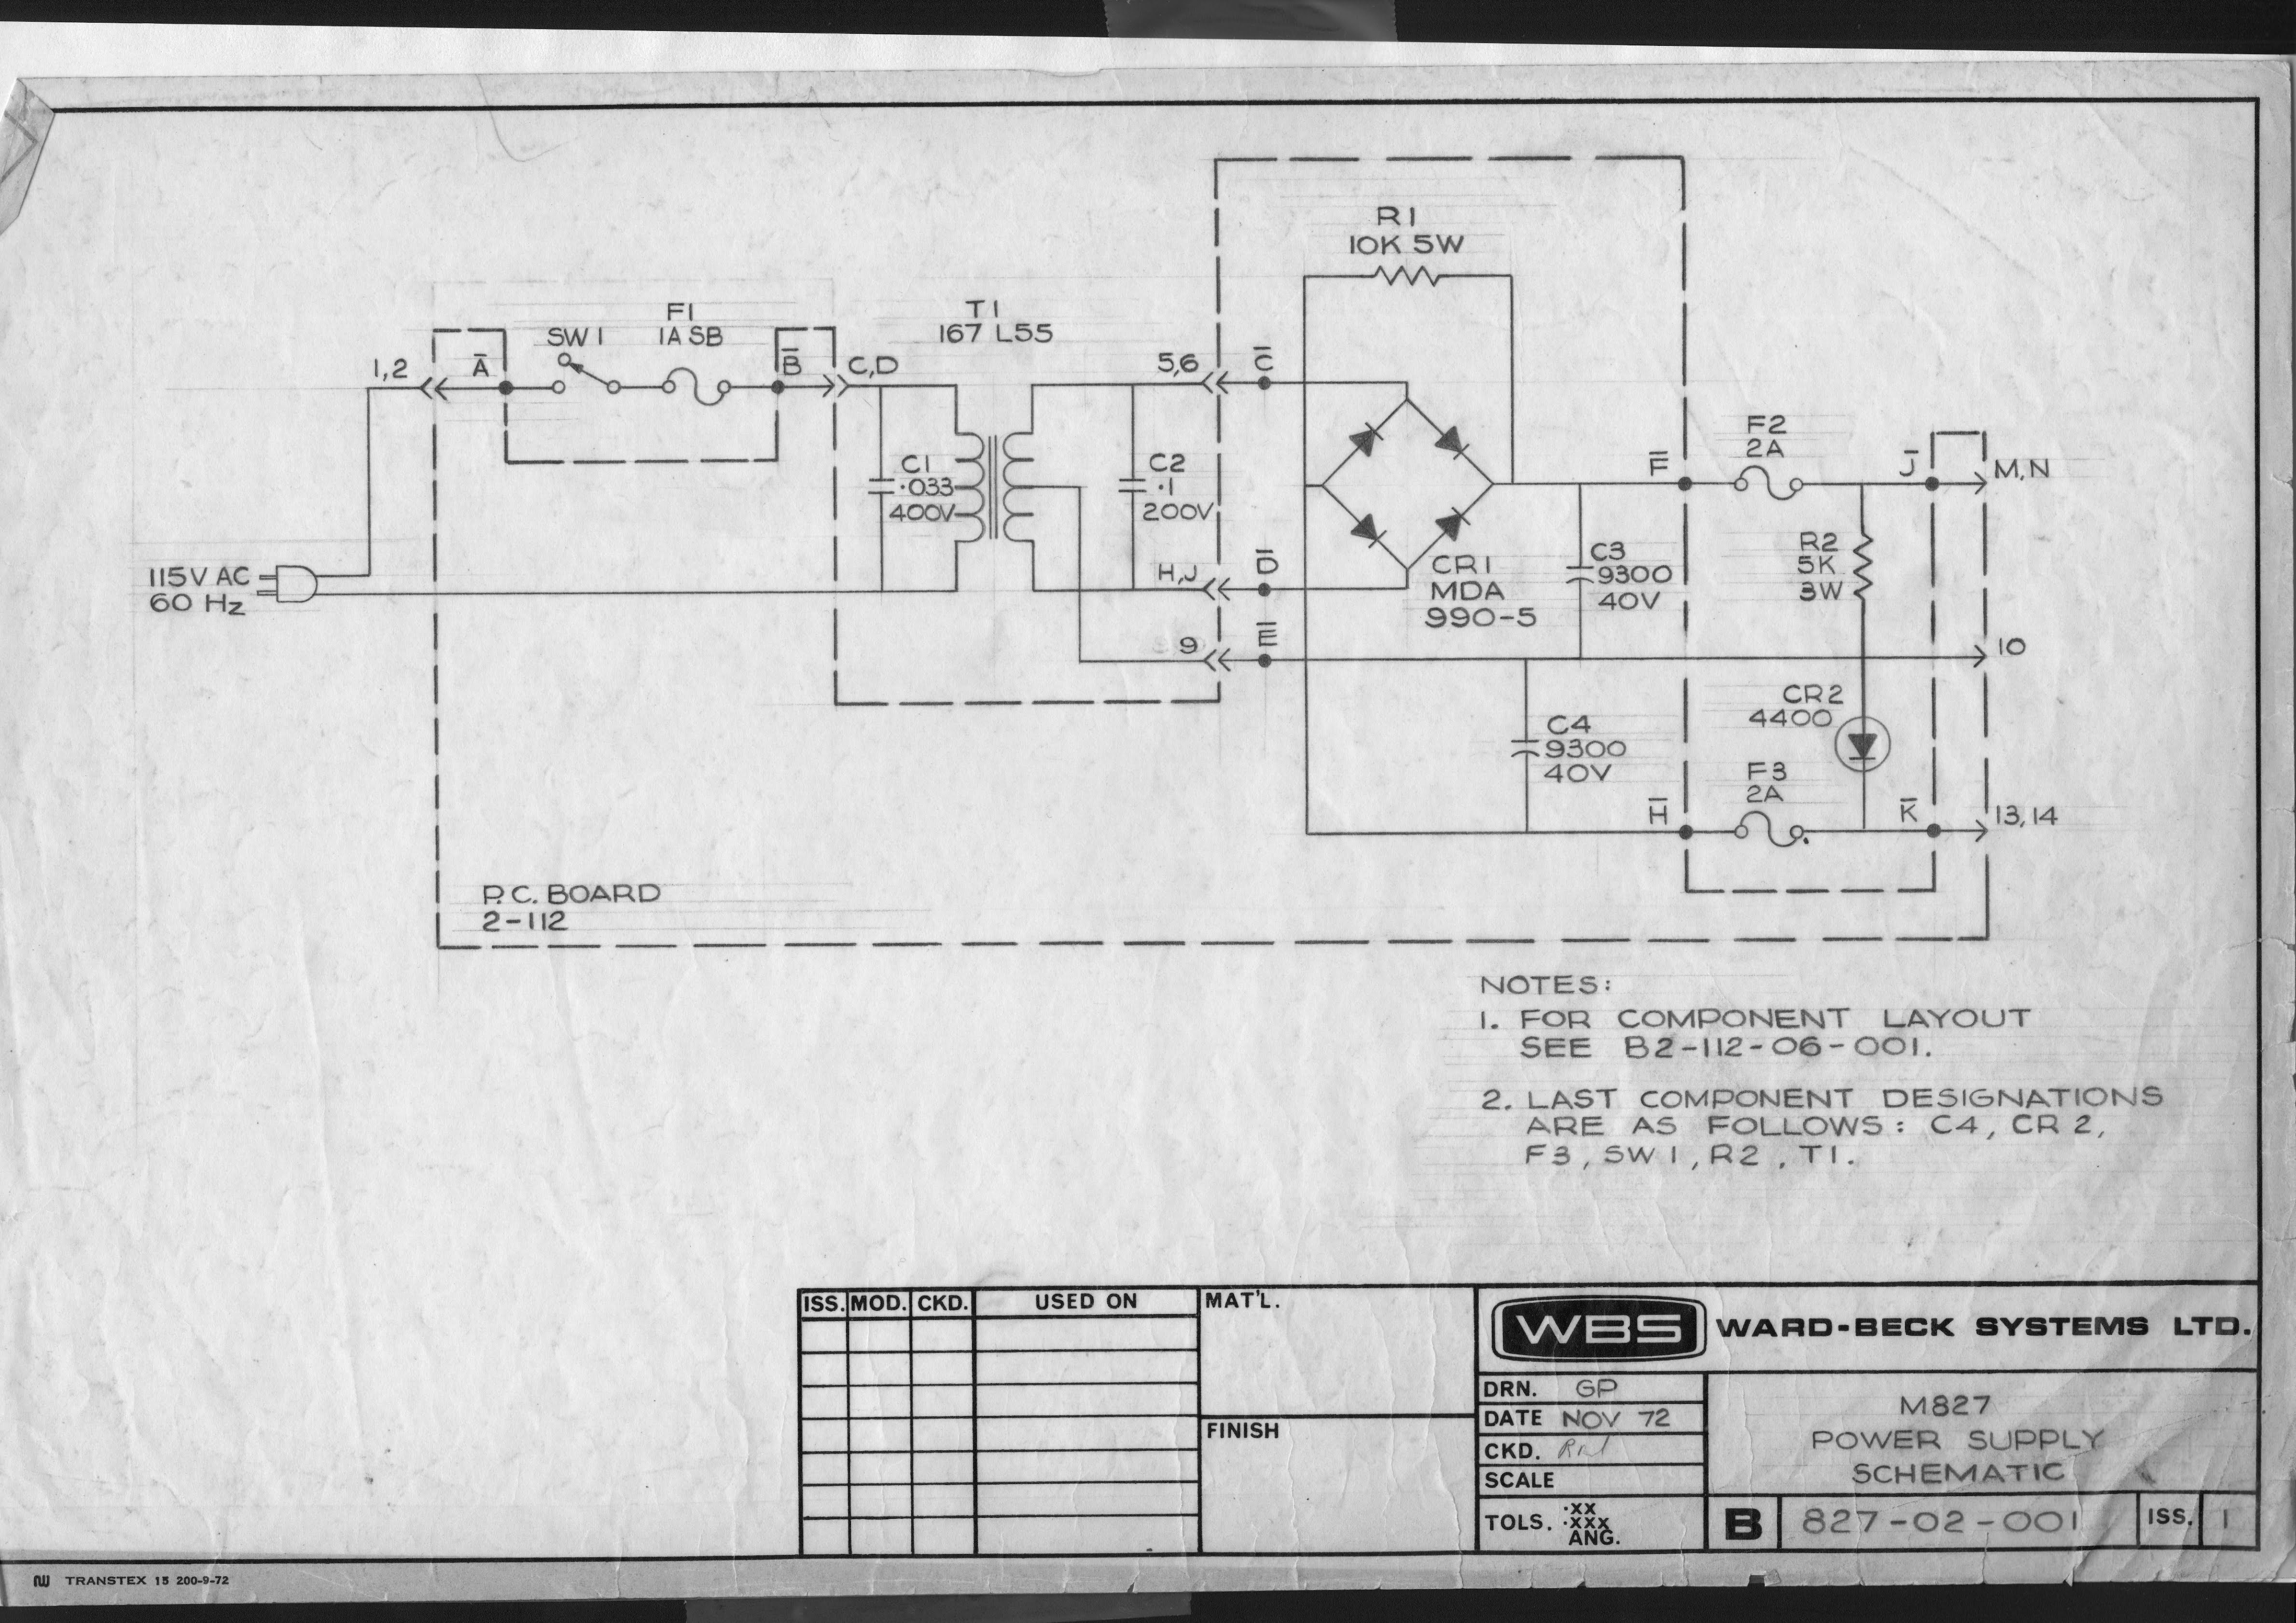 R1
10K 5W
F1
SW1
1A SB
T1
167 L55
1,2
A̅
B̅
C,D
5,6
C̅
C1
.033
400V
C2
.1
200V
F2
2A
F̅
J̅
M,N
115V AC
60 Hz
H,J
D̅
CR1
MDA
990-5
C3
9300
40V
R2
5K
3W
9
E̅
10
CR2
4400
C4
9300
40V
F3
2A
H̅
K̅
13,14
P.C. BOARD
2-112
NOTES:
1. FOR COMPONENT LAYOUT
SEE B2-112-06-001.
2. LAST COMPONENT DESIGNATIONS
ARE AS FOLLOWS: C4, CR2,
F3, SW1, R2, T1.
ISS. MOD. CKD. USED ON
MAT'L.
FINISH
WBS WARD-BECK SYSTEMS LTD.
DRN. GP
DATE NOV 72
CKD.
SCALE
TOLS. .XX
.XXX
ANG.
M827
POWER SUPPLY
SCHEMATIC
B 827-02-001 ISS. 1
TRANSTEX 15 200-9-72